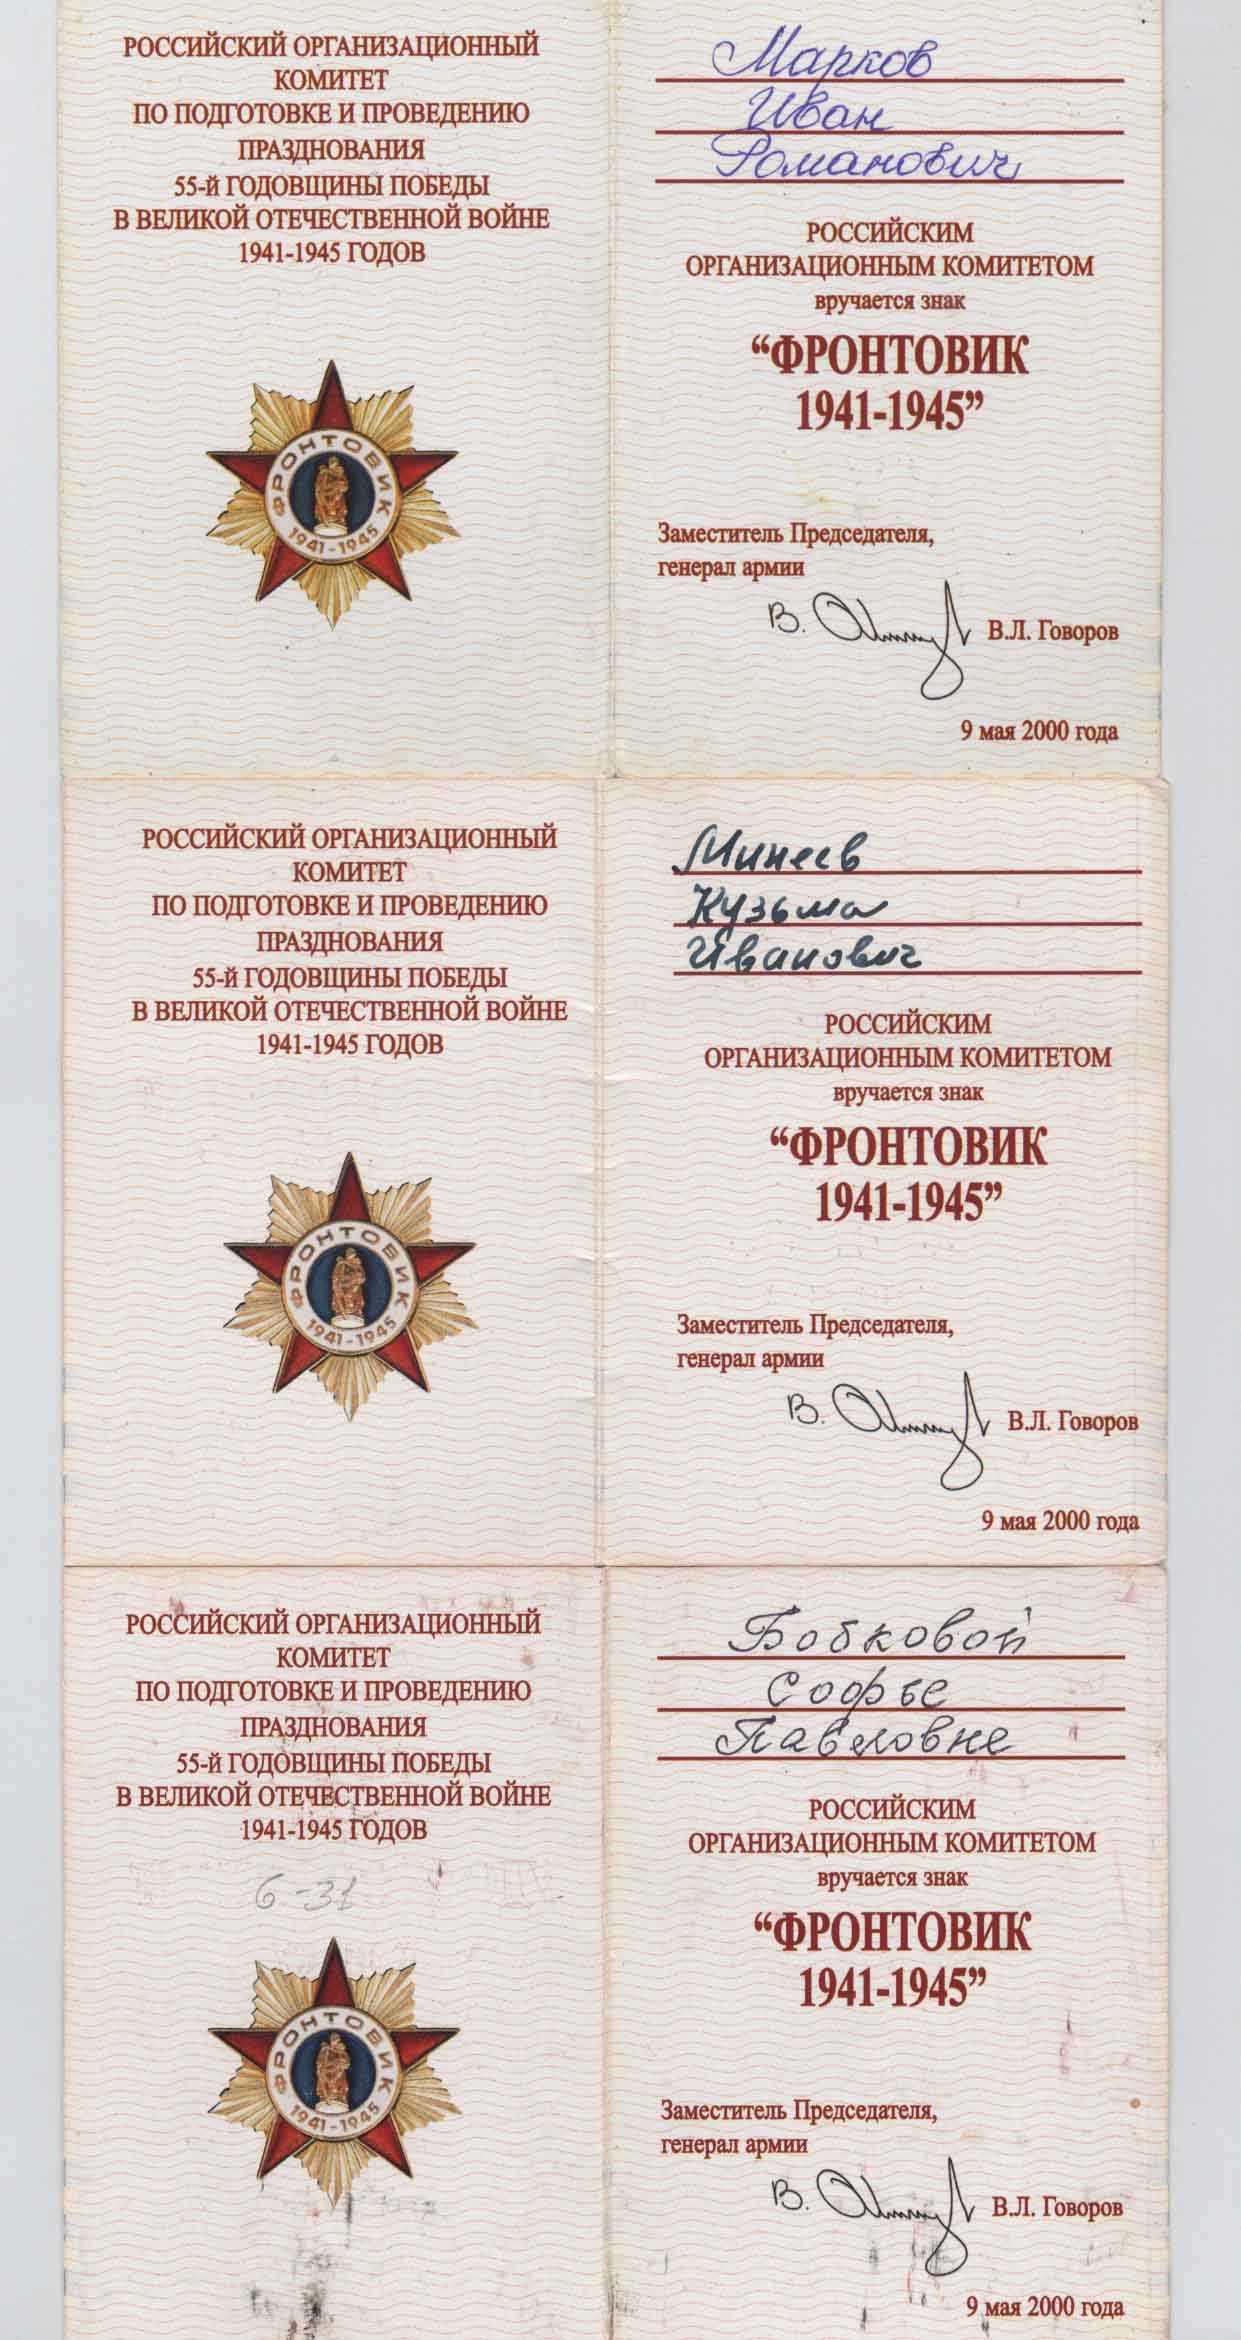 РОССИЙСКИЙ ОРГАНИЗАЦИОННЫЙ
КОМИТЕТ
ПО ПОДГОТОВКЕ И ПРОВЕДЕНИЮ
ПРАЗДНОВАНИЯ
55-й ГОДОВЩИНЫ ПОБЕДЫ
В ВЕЛИКОЙ ОТЕЧЕСТВЕННОЙ ВОЙНЕ
1941-1945 ГОДОВ
ФРОНТОВИК
1941-1945
Марков
Иван
Романович
РОССИЙСКИМ
ОРГАНИЗАЦИОННЫМ КОМИТЕТОМ
вручается знак
“ФРОНТОВИК
1941-1945”
Заместитель Председателя,
генерал армии
В. В.Л. Говоров
9 мая 2000 года
РОССИЙСКИЙ ОРГАНИЗАЦИОННЫЙ
КОМИТЕТ
ПО ПОДГОТОВКЕ И ПРОВЕДЕНИЮ
ПРАЗДНОВАНИЯ
55-й ГОДОВЩИНЫ ПОБЕДЫ
В ВЕЛИКОЙ ОТЕЧЕСТВЕННОЙ ВОЙНЕ
1941-1945 ГОДОВ
ФРОНТОВИК
1941-1945
Минеев
Кузьма
Иванович
РОССИЙСКИМ
ОРГАНИЗАЦИОННЫМ КОМИТЕТОМ
вручается знак
“ФРОНТОВИК
1941-1945”
Заместитель Председателя,
генерал армии
В. В.Л. Говоров
9 мая 2000 года
РОССИЙСКИЙ ОРГАНИЗАЦИОННЫЙ
КОМИТЕТ
ПО ПОДГОТОВКЕ И ПРОВЕДЕНИЮ
ПРАЗДНОВАНИЯ
55-й ГОДОВЩИНЫ ПОБЕДЫ
В ВЕЛИКОЙ ОТЕЧЕСТВЕННОЙ ВОЙНЕ
1941-1945 ГОДОВ
6-31
ФРОНТОВИК
1941-1945
Бобковой
Софье
Павловне
РОССИЙСКИМ
ОРГАНИЗАЦИОННЫМ КОМИТЕТОМ
вручается знак
“ФРОНТОВИК
1941-1945”
Заместитель Председателя,
генерал армии
В. В.Л. Говоров
9 мая 2000 года